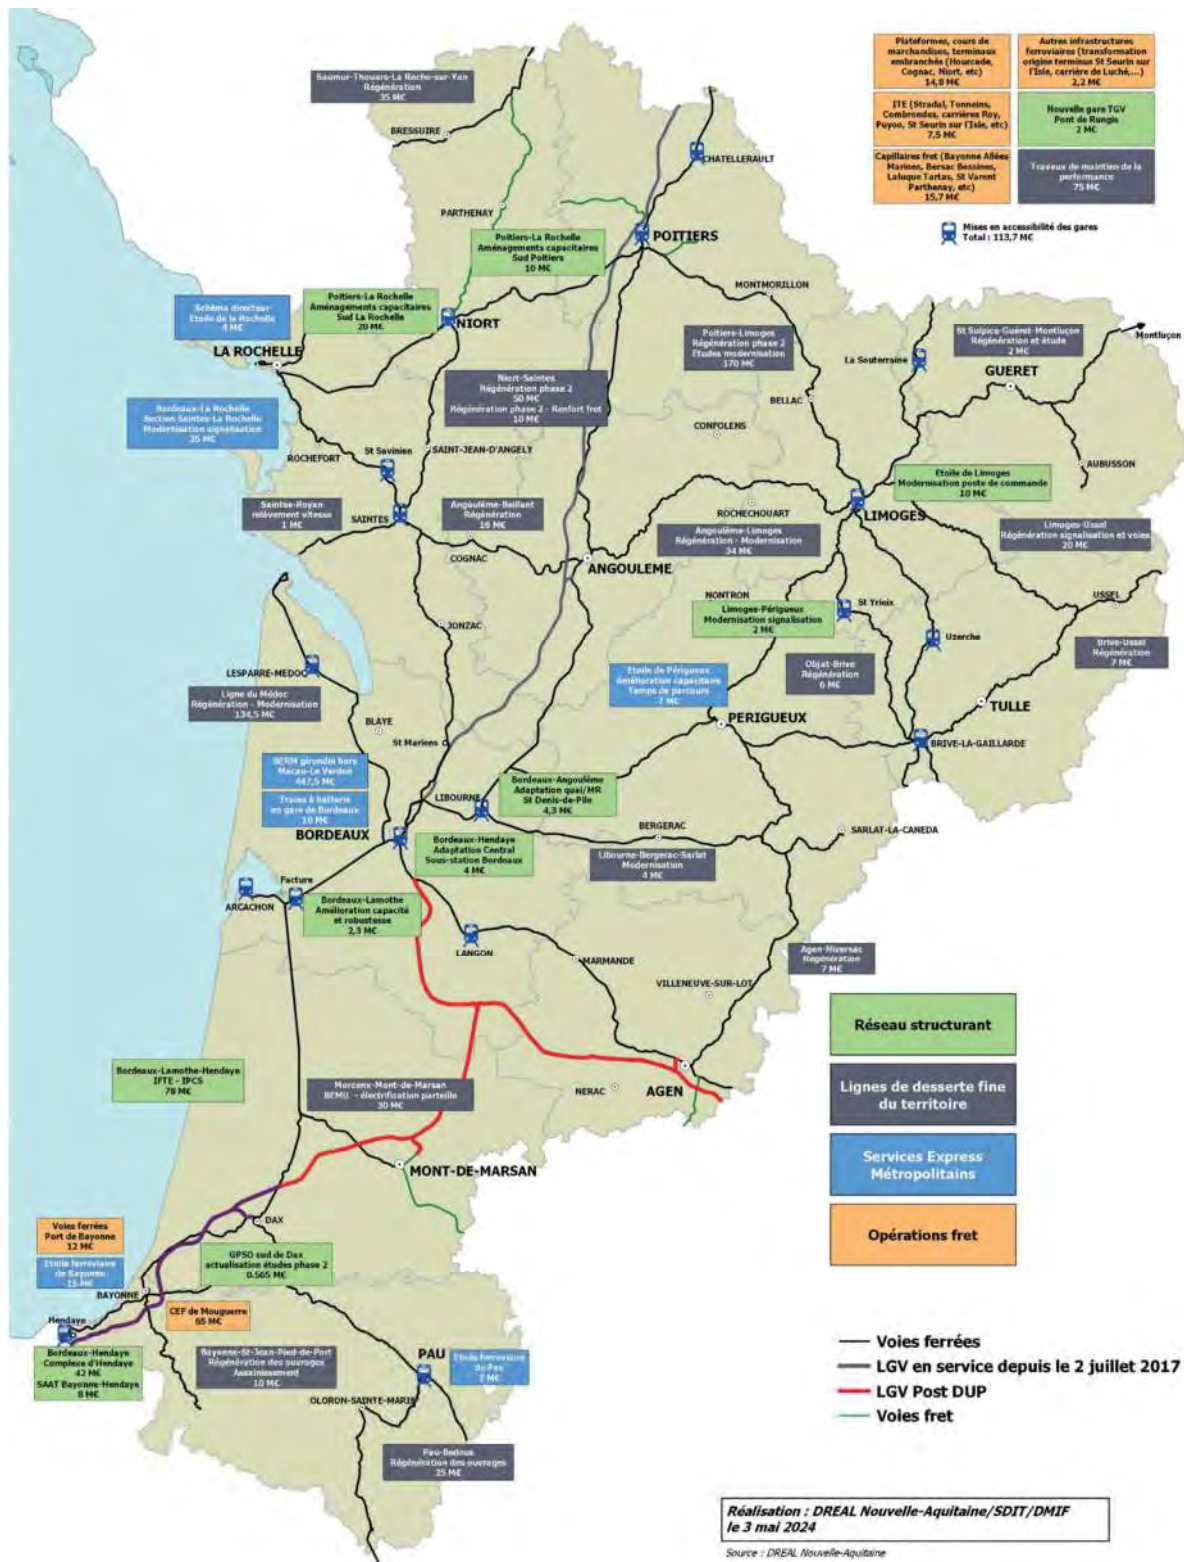 Plateformes, cours de
marchandises, terminaux
embranchés (Hourcade,
Cognac, Niort, etc)
14,8 M€
Autres infrastructures
ferroviaires (transformation
origine terminus St Seurin sur
l'Isle, carrière de Luché,...)
2,2 M€
ITE (Stradal, Tonneins,
Combrondes, carrières Roy,
Puyoo, St Seurin sur l'Isle, etc)
7,5 M€
Nouvelle gare TGV
Pont de Rungis
2 M€
Capillaires fret (Bayonne Allées
Marines, Bersac Bessines,
Laluque Tartas, St Varent
Parthenay, etc)
15,7 M€
Travaux de maintien de la
performance
75 M€
Mises en accessibilité des gares
Total : 113,7 M€
Saumur-Thouars-La Roche-sur-Yon
Régénération
35 M€
BRESSUIRE
CHATELLERAULT
PARTHENAY
POITIERS
Poitiers-La Rochelle
Aménagements capacitaires
Sud Poitiers
10 M€
MONTMORILLON
Schéma directeur
Etoile de la Rochelle
4 M€
Poitiers-La Rochelle
Aménagements capacitaires
Sud La Rochelle
20 M€
NIORT
LA ROCHELLE
Poitiers-Limoges
Régénération phase 2
Etudes modernisation
170 M€
La Souterraine
St Sulpice-Guéret-Montluçon
Régénération et étude
2 M€
Montluçon
GUERET
Niort-Saintes
Régénération phase 2
50 M€
Régénération phase 2 - Renfort fret
10 M€
BELLAC
Bordeaux-La Rochelle
Section Saintes-La Rochelle
Modernisation signalisation
35 M€
CONFOLENS
ROCHEFORT
St Savinien
SAINT-JEAN-D'ANGELY
AUBUSSON
Etoile de Limoges
Modernisation poste de commande
10 M€
Saintes-Royan
relèvement vitesse
1 M€
SAINTES
Angoulême-Beillant
Régénération
16 M€
ROCHECHOUART
LIMOGES
Angoulême-Limoges
Régénération - Modernisation
34 M€
Limoges-Ussel
Régénération signalisation et voies
20 M€
COGNAC
ANGOULEME
NONTRON
USSEL
Limoges-Périgueux
Modernisation signalisation
2 M€
St Yrieix
JONZAC
Uzerche
Brive-Ussel
Régénération
7 M€
LESPARRE-MEDOC
Etoile de Périgueux
Amélioration capacitaire
Temps de parcours
7 M€
Objat-Brive
Régénération
6 M€
Ligne du Médoc
Régénération - Modernisation
134,5 M€
TULLE
BLAYE
PERIGUEUX
St Mariens
BRIVE-LA-GAILLARDE
SERM girondin hors
Macau-Le Verdon
447,5 M€
Trains à batterie
en gare de Bordeaux
10 M€
LIBOURNE
Bordeaux-Angoulême
Adaptation quai/MR
St Denis-de-Pile
4,3 M€
BERGERAC
SARLAT-LA-CANEDA
BORDEAUX
Bordeaux-Hendaye
Adaptation Central
Sous-station Bordeaux
4 M€
Libourne-Bergerac-Sarlat
Modernisation
4 M€
Facture
ARCACHON
Bordeaux-Lamothe
Amélioration capacité
et robustesse
2,3 M€
LANGON
MARMANDE
Agen-Niversac
Régénération
7 M€
VILLENEUVE-SUR-LOT
Réseau structurant
Lignes de desserte fine
du territoire
Services Express
Métropolitains
Opérations fret
Bordeaux-Lamothe-Hendaye
IFTE - IPCS
78 M€
Morcenx-Mont-de-Marsan
BEMU - électrification partielle
30 M€
NERAC
AGEN
MONT-DE-MARSAN
DAX
Voies ferrées
Port de Bayonne
12 M€
Etoile ferroviaire
de Bayonne
15 M€
GPSO sud de Dax
actualisation études phase 2
0.565 M€
BAYONNE
CEF de Mouguerre
65 M€
Hendaye
Bordeaux-Hendaye
Complexe d'Hendaye
42 M€
SAAT Bayonne-Hendaye
8 M€
Bayonne-St-Jean-Pied-de-Port
Régénération des ouvrages
Assainissement
10 M€
PAU
Etoile ferroviaire
de Pau
7 M€
OLORON-SAINTE-MARIE
Pau-Bedous
Régénération des ouvrages
25 M€
Voies ferrées
LGV en service depuis le 2 juillet 2017
LGV Post DUP
Voies fret
Réalisation : DREAL Nouvelle-Aquitaine/SDIT/DMIF
le 3 mai 2024
Source : DREAL Nouvelle-Aquitaine